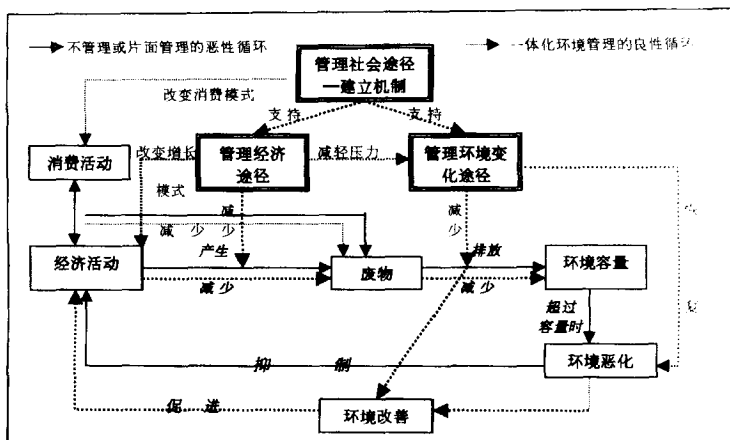 不管理或片面管理的恶性循环
一体化环境管理的良性循环
管理社会途径
—建立机制
改变消费模式
支持
支持
消费活动
改变增长
模式
管理经济
途径
减轻压力
管理环境变
化途径
减
减少少
减
少
经济活动
产生
减少
废物
排放
减少
环境容量
超过
容量时
复
抑制
环境恶化
促进
环境改善